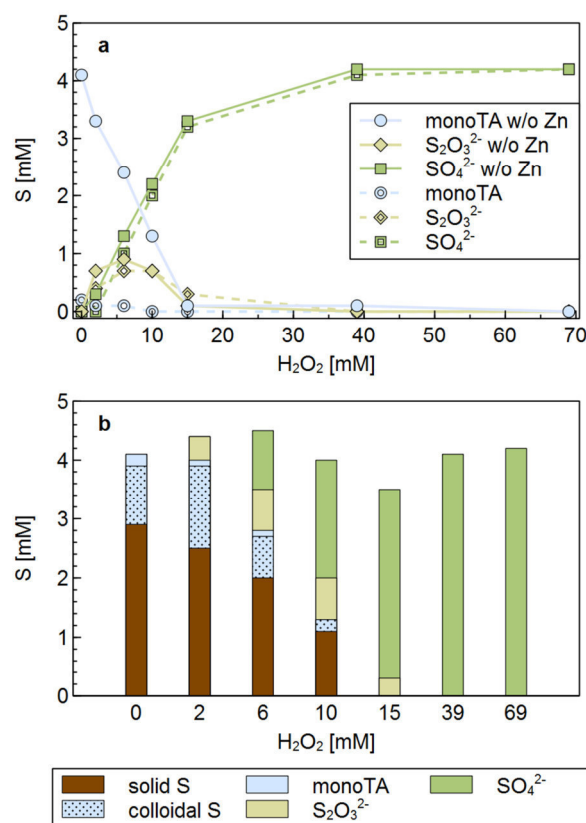 a
5
4
3
2
1
0
S [mM]
monoTA w/o Zn
S₂O₃²⁻ w/o Zn
SO₄²⁻ w/o Zn
monoTA
S₂O₃²⁻
SO₄²⁻
0 10 20 30 40 50 60 70
H₂O₂ [mM]
b
5
4
3
2
1
0
S [mM]
0 2 6 10 15 39 69
H₂O₂ [mM]
solid S monoTA SO₄²⁻
colloidal S S₂O₃²⁻